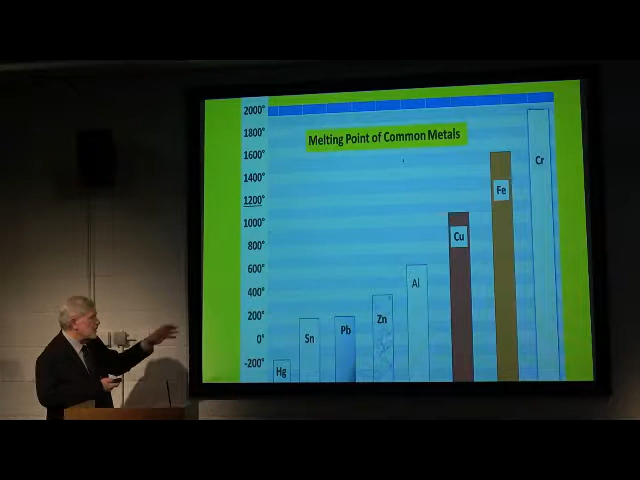 Melting Point of Common Metals
2000°
1800°
1600°
1400°
1200°
1000°
800°
600°
400°
200°
0°
-200°
Hg
Sn
Pb
Zn
Al
Cu
Fe
Cr